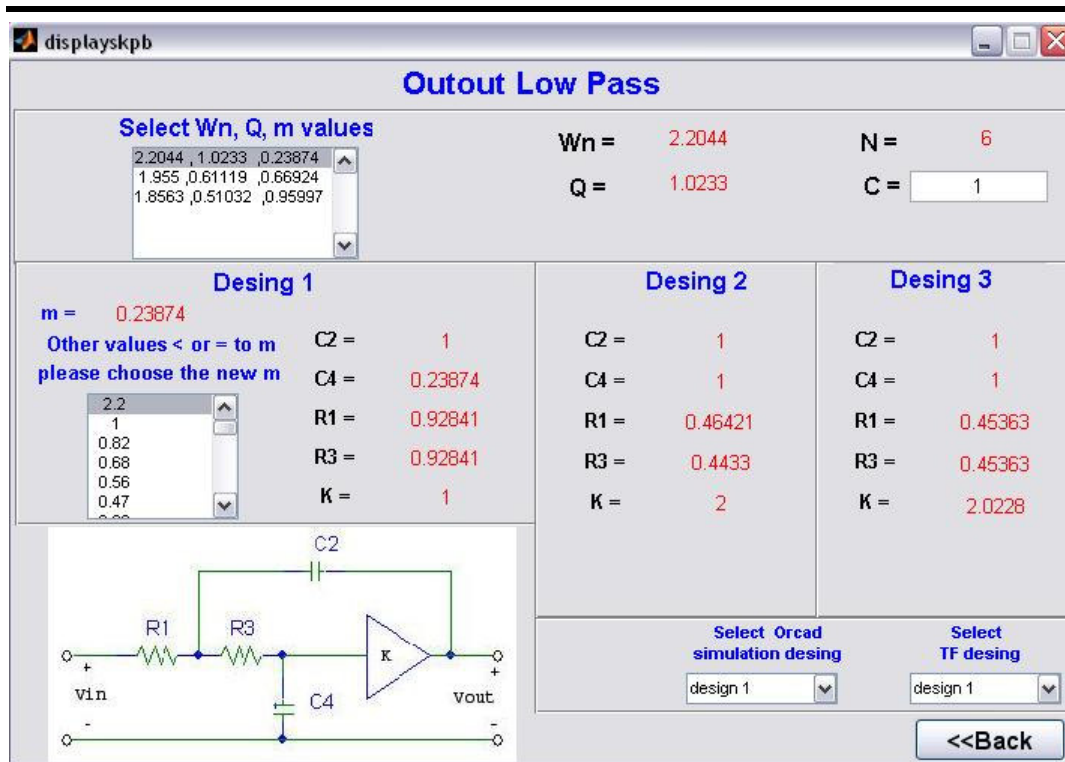 displayskpb
Outout Low Pass
Select Wn, Q, m values
2.2044 , 1.0233 ,0.23874
1.955 ,0.61119 ,0.66924
1.8563 ,0.51032 ,0.95997
Wn = 2.2044
N = 6
Q = 1.0233
C = 1
Desing 1
m = 0.23874
Other values < or = to m
please choose the new m
2.2
1
0.82
0.68
0.56
0.47
C2 = 1
C4 = 0.23874
R1 = 0.92841
R3 = 0.92841
K = 1
Desing 2
C2 = 1
C4 = 1
R1 = 0.46421
R3 = 0.4433
K = 2
Desing 3
C2 = 1
C4 = 1
R1 = 0.45363
R3 = 0.45363
K = 2.0228
C2
R1 R3
K
+ +
Vin C4 Vout
- -
Select Orcad
simulation desing
design 1
Select
TF desing
design 1
<<Back